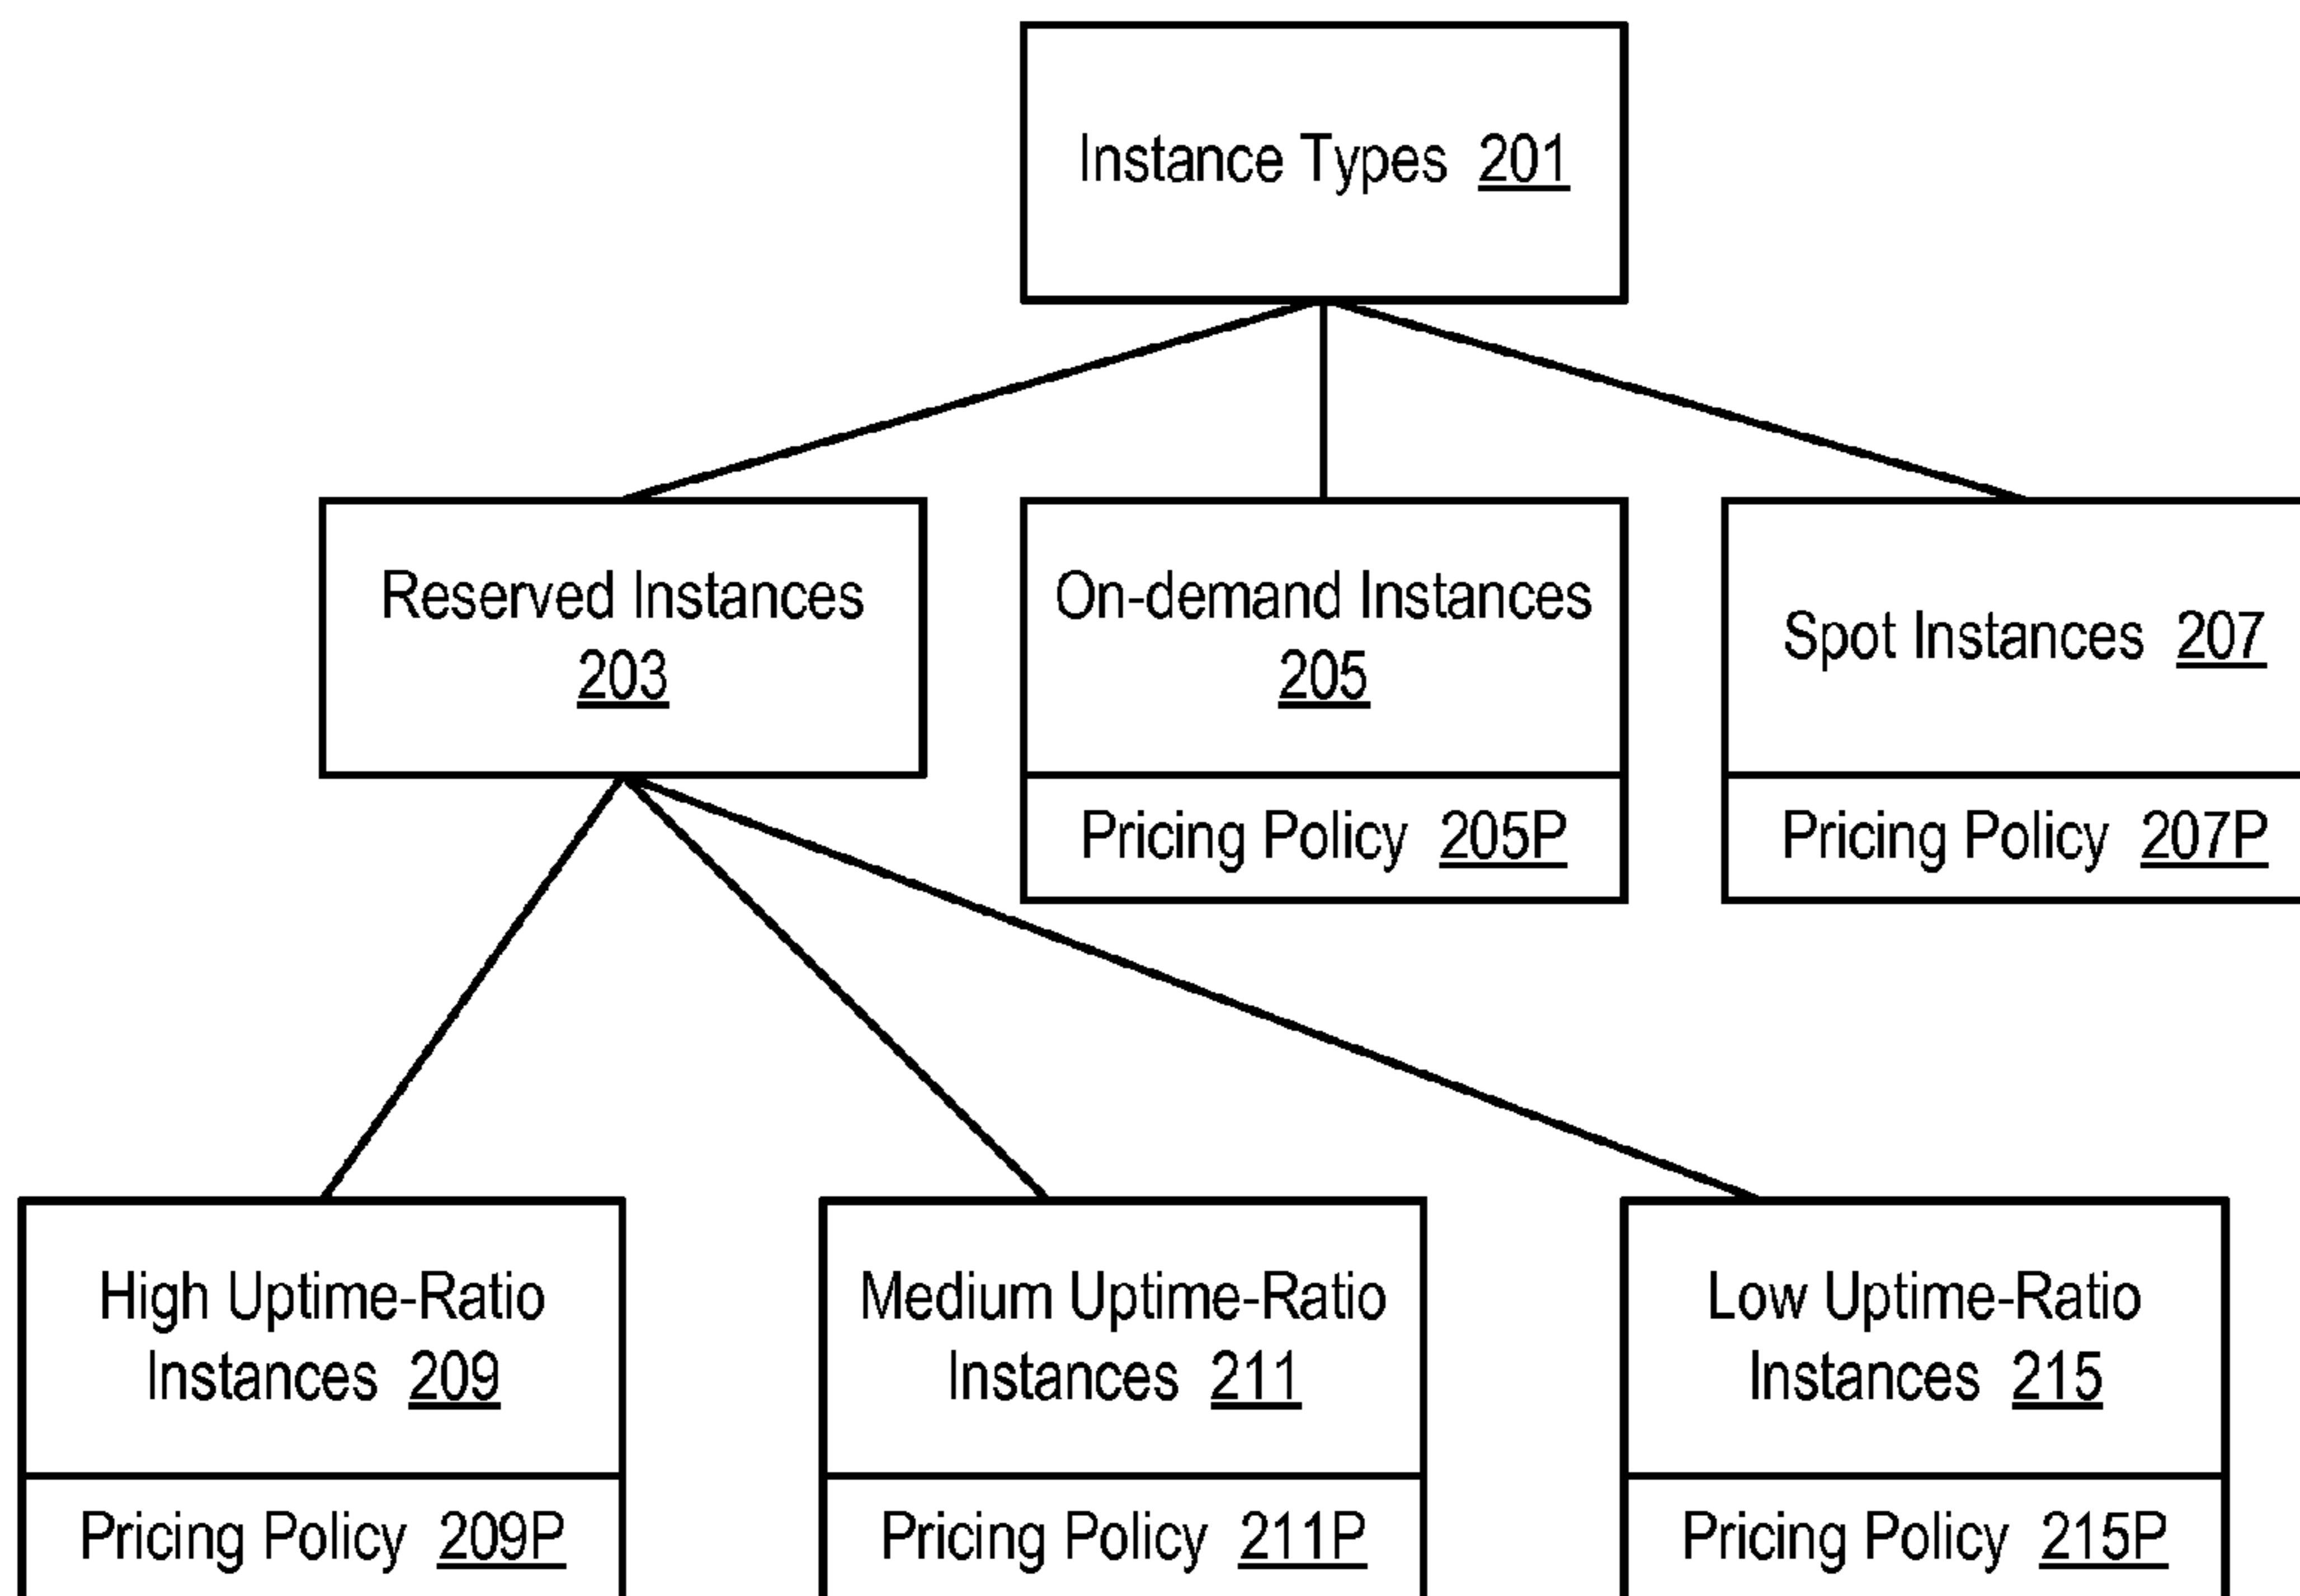 Instance Types 201
Reserved Instances
203
On-demand Instances
205
Pricing Policy 205P
Spot Instances 207
Pricing Policy 207P
High Uptime-Ratio
Instances 209
Pricing Policy 209P
Medium Uptime-Ratio
Instances 211
Pricing Policy 211P
Low Uptime-Ratio
Instances 215
Pricing Policy 215P